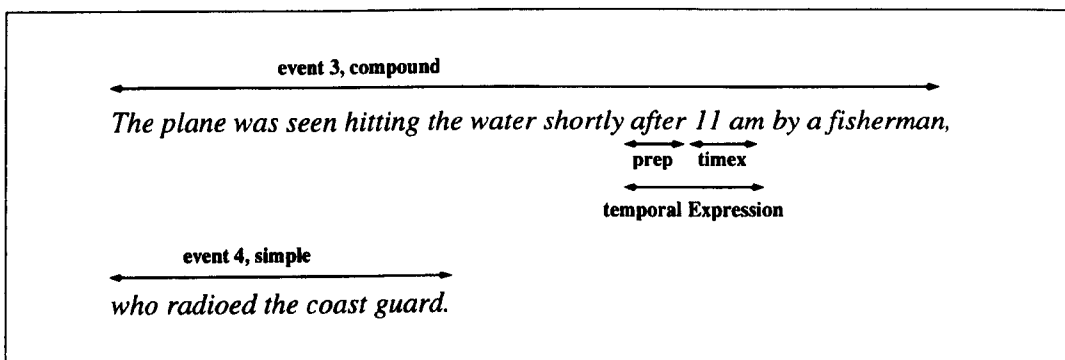 event 3, compound
The plane was seen hitting the water shortly after 11 am by a fisherman,
prep timex
temporal Expression
event 4, simple
who radioed the coast guard.